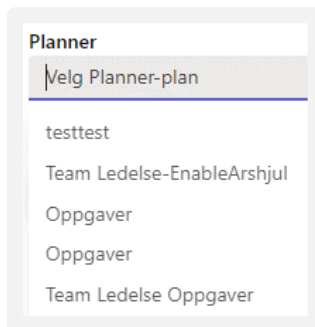 Planner
Velg Planner-plan
testtest
Team Ledelse-EnableArshjul
Oppgaver
Oppgaver
Team Ledelse Oppgaver